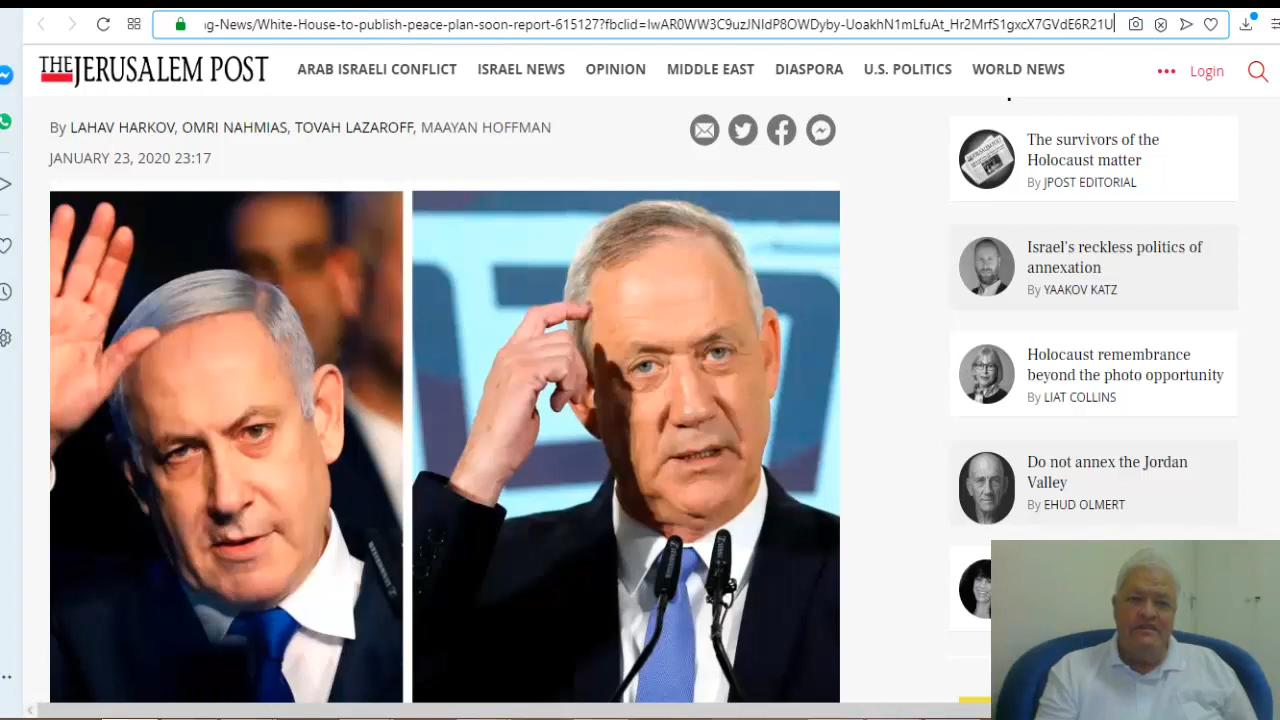 ng-News/White-House-to-publish-peace-plan-soon-report-615127?fbclid=IwAR0WW3C9uzJNIdP8OWDyby-UoakhN1mLfuAt_Hr2MrfS1gxcX7GVdE6R21U
THE JERUSALEM POST
ARAB ISRAELI CONFLICT
ISRAEL NEWS
OPINION
MIDDLE EAST
DIASPORA
U.S. POLITICS
WORLD NEWS
Login
By LAHAV HARKOV, OMRI NAHMIAS, TOVAH LAZAROFF, MAAYAN HOFFMAN
JANUARY 23, 2020 23:17
The survivors of the
Holocaust matter
By JPOST EDITORIAL
Israel's reckless politics of
annexation
By YAAKOV KATZ
Holocaust remembrance
beyond the photo opportunity
By LIAT COLLINS
Do not annex the Jordan
Valley
By EHUD OLMERT